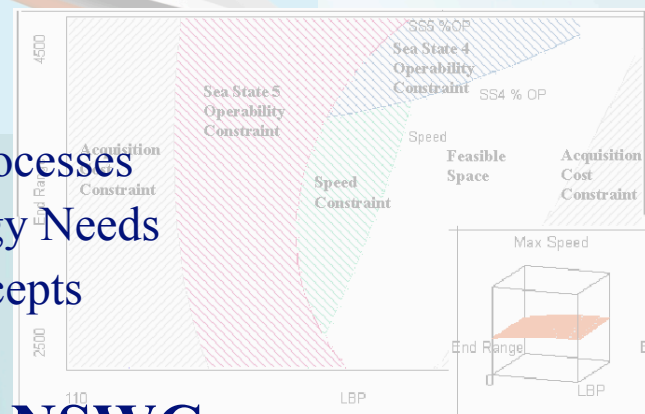 4500
SS5 %OP
Sea State 4
Operability
Constraint
SS4 % OP
Sea State 5
Operability
Constraint
Acquisition
Cost
Constraint
Speed
Feasible
Space
Acquisition
Cost
Constraint
Speed
Constraint
End Range
2500
110
LBP
Max Speed
End Range
0
LBP
Needs
NSWC